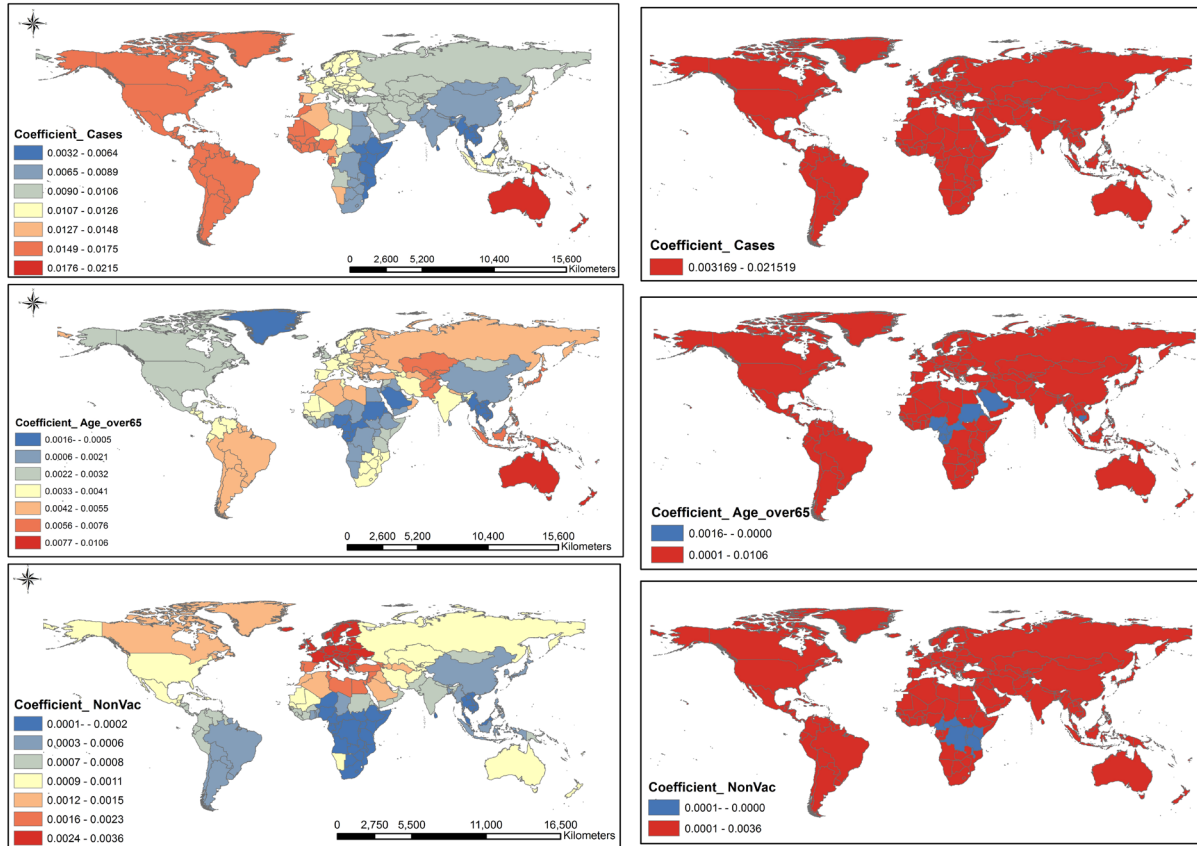 Coefficient_ Cases
0.0032 - 0.0064
0.0065 - 0.0089
0.0090 - 0.0106
0.0107 - 0.0126
0.0127 - 0.0148
0.0149 - 0.0175
0.0176 - 0.0215
0 2,600 5,200 10,400 15,600
Kilometers
Coefficient_ Cases
0.003169 - 0.021519
Coefficient_ Age_over65
0.0016- - 0.0005
0.0006 - 0.0021
0.0022 - 0.0032
0.0033 - 0.0041
0.0042 - 0.0055
0.0056 - 0.0076
0.0077 - 0.0106
0 2,600 5,200 10,400 15,600
Kilometers
Coefficient_ Age_over65
0.0016- - 0.0000
0.0001 - 0.0106
Coefficient_ NonVac
0.0001- - 0.0002
0.0003 - 0.0006
0.0007 - 0.0008
0.0009 - 0.0011
0.0012 - 0.0015
0.0016 - 0.0023
0.0024 - 0.0036
0 2,750 5,500 11,000 16,500
Kilometers
Coefficient_ NonVac
0.0001- - 0.0000
0.0001 - 0.0036